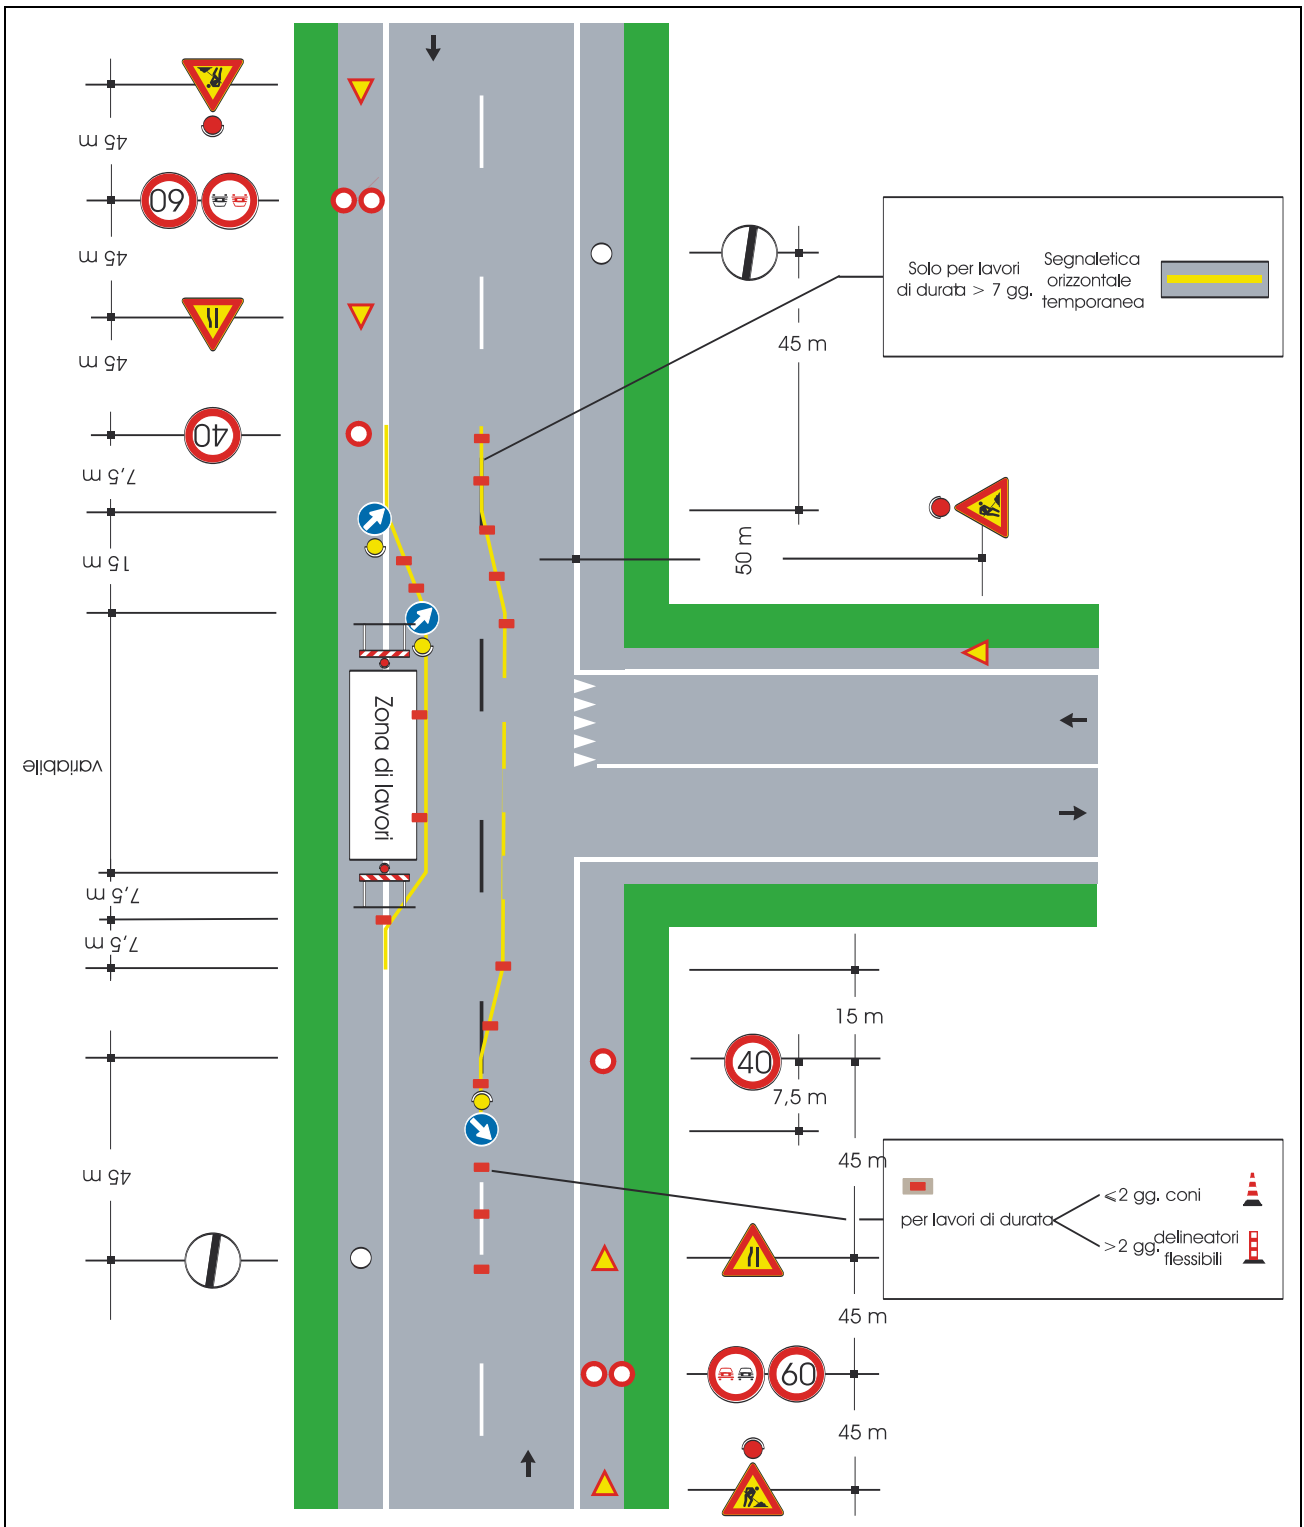 45 m
60
45 m
45 m
40
7,5 m
15 m
variabile
7,5 m
7,5 m
45 m
Zona di lavori
45 m
50 m
Solo per lavori
di durata > 7 gg.
Segnaletica
orizzontale
temporanea
15 m
40
7,5 m
45 m
per lavori di durata
⩽2 gg. coni
>2 gg.
delineatori
flessibili
45 m
60
45 m